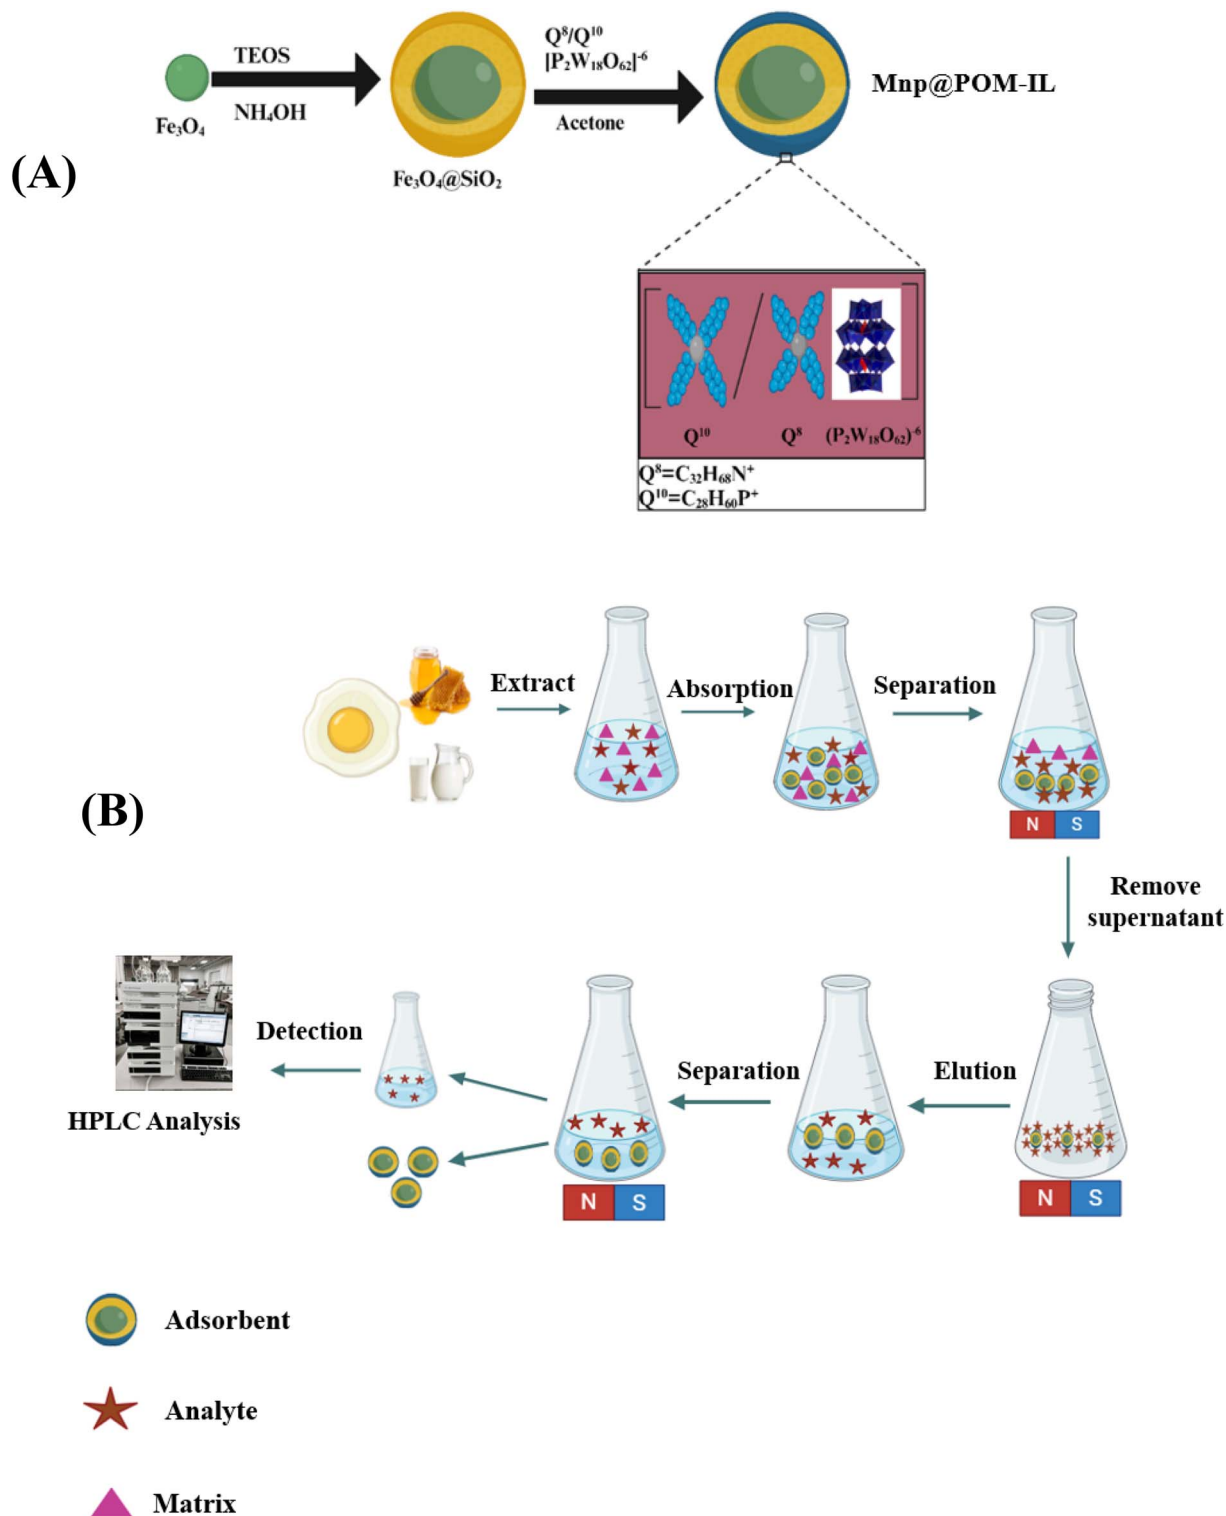 TEOS
NH₄OH
Fe₃O₄
Fe₃O₄@SiO₂
Q⁸/Q¹⁰
[P₂W₁₈O₆₂]⁻⁶
Acetone
Mnp@POM-IL
(A)
Q¹⁰
Q⁸
(P₂W₁₈O₆₂)⁻⁶
Q⁸=C₃₂H₆₈N⁺
Q¹⁰=C₂₈H₆₀P⁺
(B)
Extract
Absorption
Separation
N S
Remove
supernatant
N S
Elution
Separation
N S
Detection
HPLC Analysis
Adsorbent
Analyte
Matrix